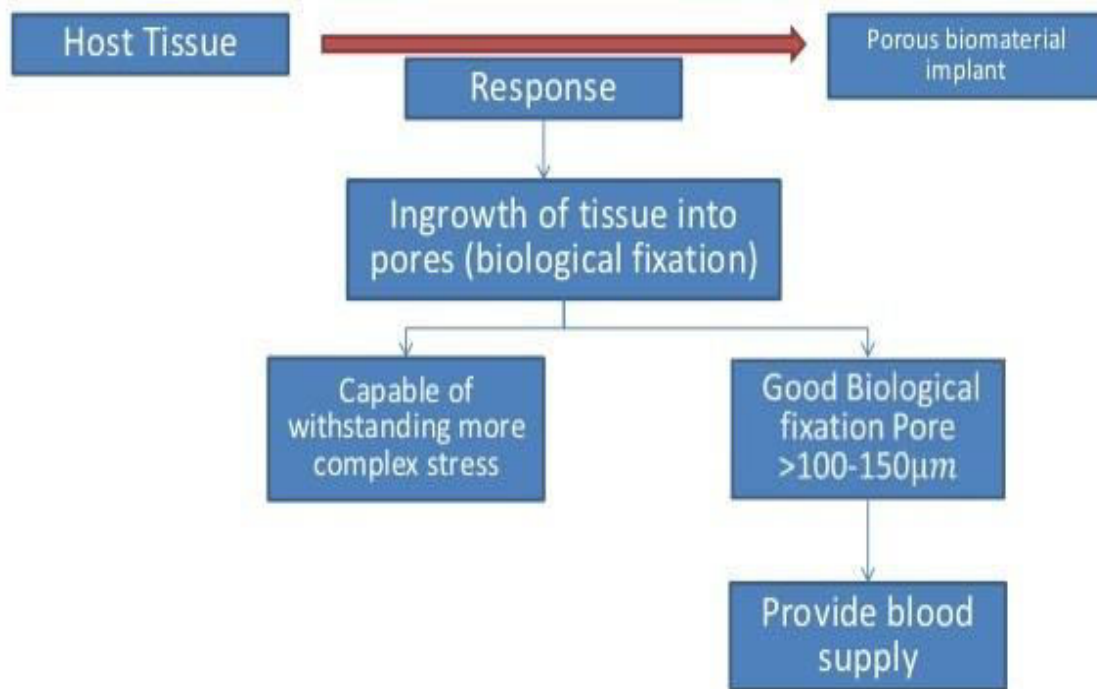 Host Tissue
Porous biomaterial
implant
Response
Ingrowth of tissue into
pores (biological fixation)
Capable of
withstanding more
complex stress
Good Biological
fixation Pore
>100-150μm
Provide blood
supply